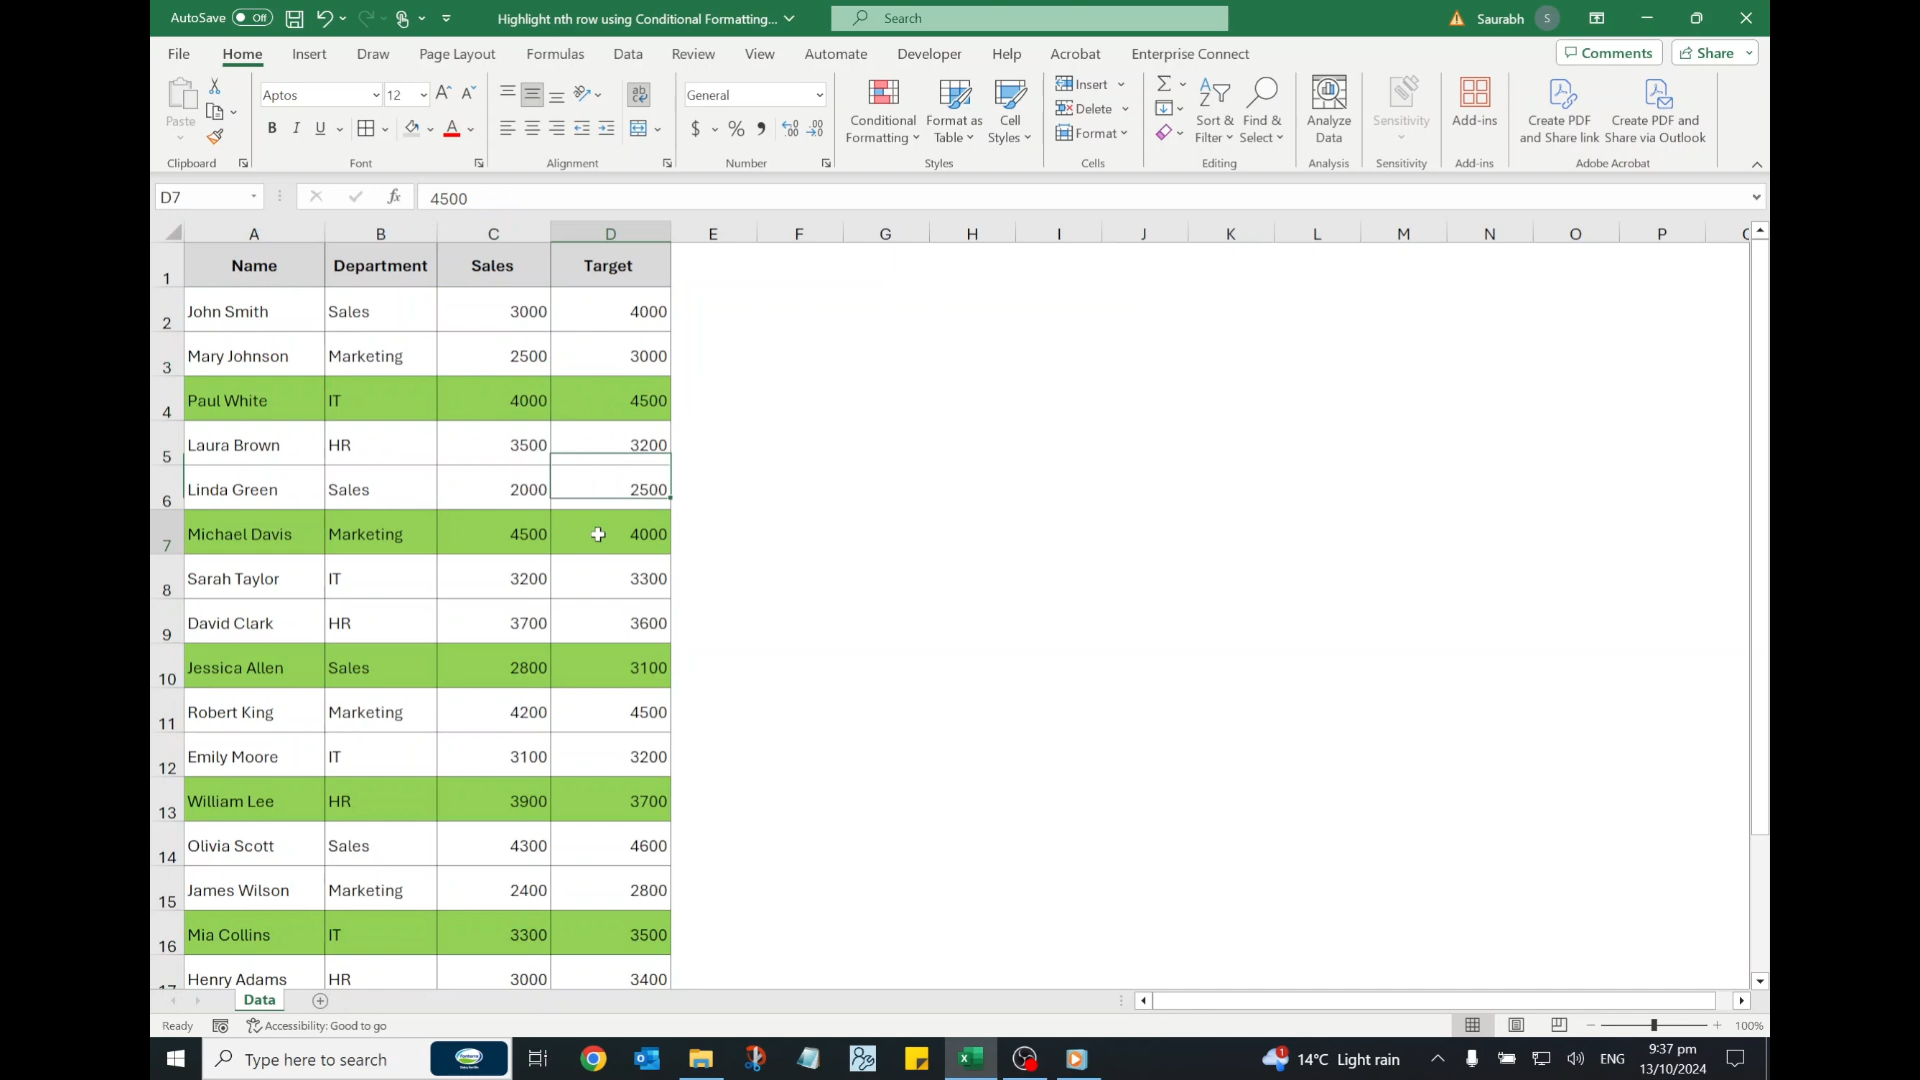 AutoSave Off
Highlight nth row using Conditional Formatting...
Search
Saurabh S
File Home Insert Draw Page Layout Formulas Data Review View Automate Developer Help Acrobat Enterprise Connect
Comments Share
Paste
Clipboard
Aptos 12
B I U A
Font
ab
Alignment
General
$ % ,
Number
Conditional Formatting
Format as Table
Cell Styles
Styles
Insert
Delete
Format
Cells
Sort & Filter
Find & Select
Editing
Analyze Data
Analysis
Sensitivity
Sensitivity
Add-ins
Add-ins
Create PDF and Share link
Create PDF and Share via Outlook
Adobe Acrobat
D7 fx 4500
A B C D E F G H I J K L M N O P
1 Name Department Sales Target
2 John Smith Sales 3000 4000
3 Mary Johnson Marketing 2500 3000
4 Paul White IT 4000 4500
5 Laura Brown HR 3500 3200
6 Linda Green Sales 2000 2500
7 Michael Davis Marketing 4500 4000
8 Sarah Taylor IT 3200 3300
9 David Clark HR 3700 3600
10 Jessica Allen Sales 2800 3100
11 Robert King Marketing 4200 4500
12 Emily Moore IT 3100 3200
13 William Lee HR 3900 3700
14 Olivia Scott Sales 4300 4600
15 James Wilson Marketing 2400 2800
16 Mia Collins IT 3300 3500
Henry Adams HR 3000 3400
Data
Ready Accessibility: Good to go 100%
Type here to search
14°C Light rain ENG
9:37 pm
13/10/2024